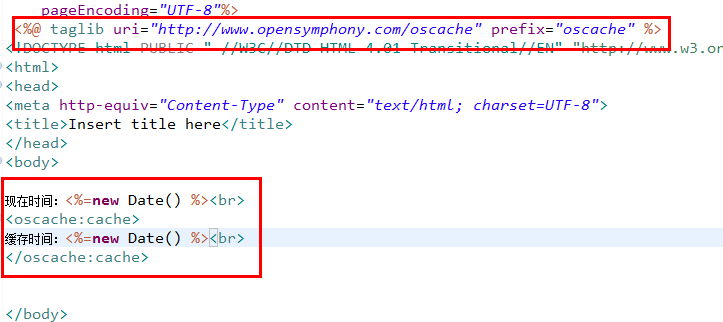 pageEncoding="UTF-8"%>
<%@ taglib uri="http://www.opensymphony.com/oscache" prefix="oscache" %>
<!DOCTYPE html PUBLIC "-//W3C//DTD HTML 4.01 Transitional//EN" "http://www.w3.or
<html>
<head>
<meta http-equiv="Content-Type" content="text/html; charset=UTF-8">
<title>Insert title here</title>
</head>
<body>
现在时间：<%=new Date() %><br>
<oscache:cache>
缓存时间：<%=new Date() %><br>
</oscache:cache>
</body>